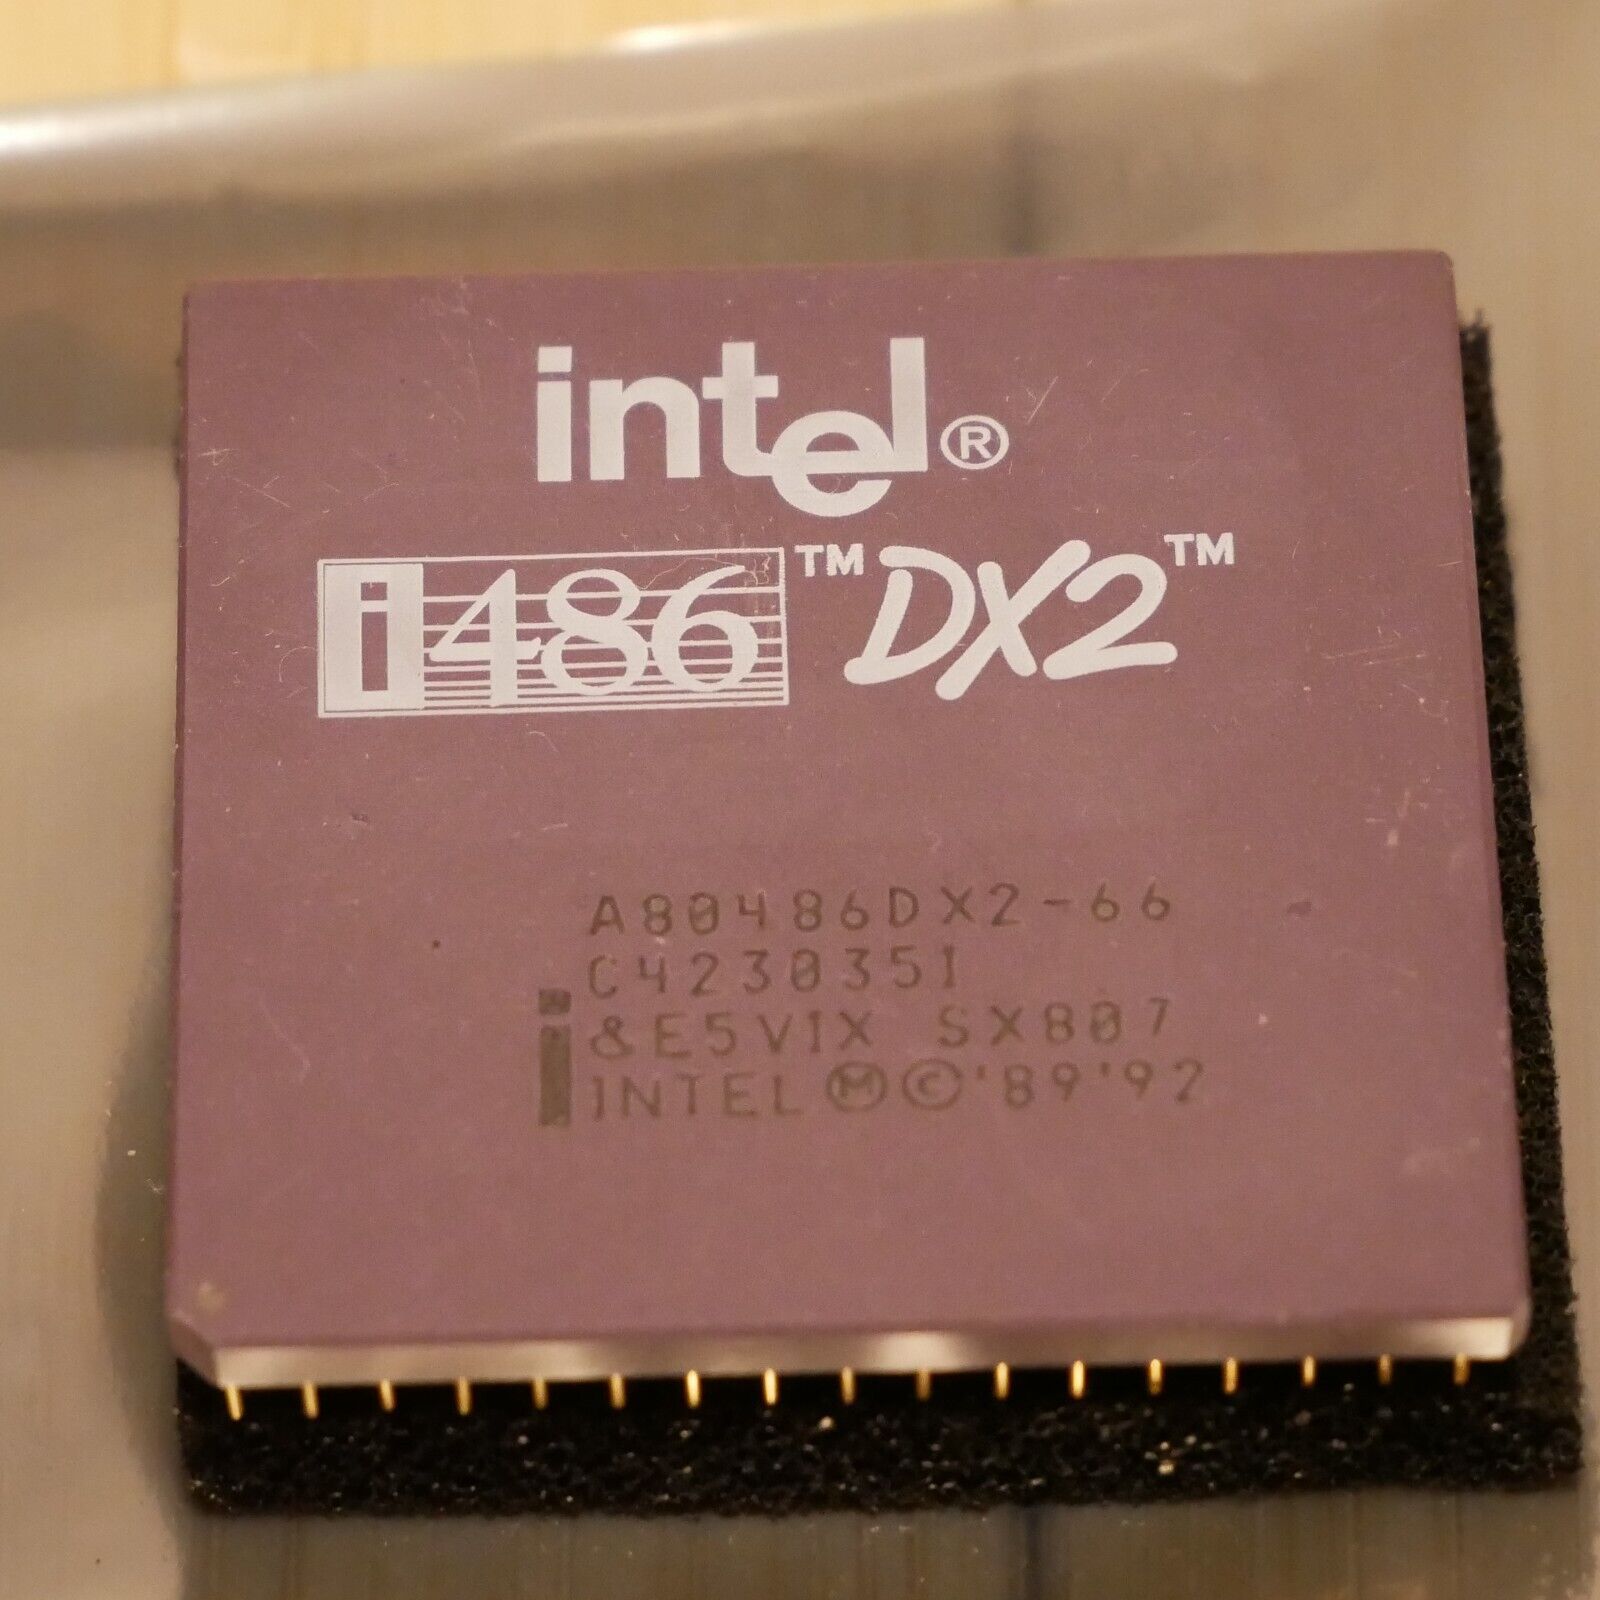 intel®
i486™ DX2™
A80486DX2-66
C4230351
&E5VIX SX807
INTEL Ⓜ©'89'92